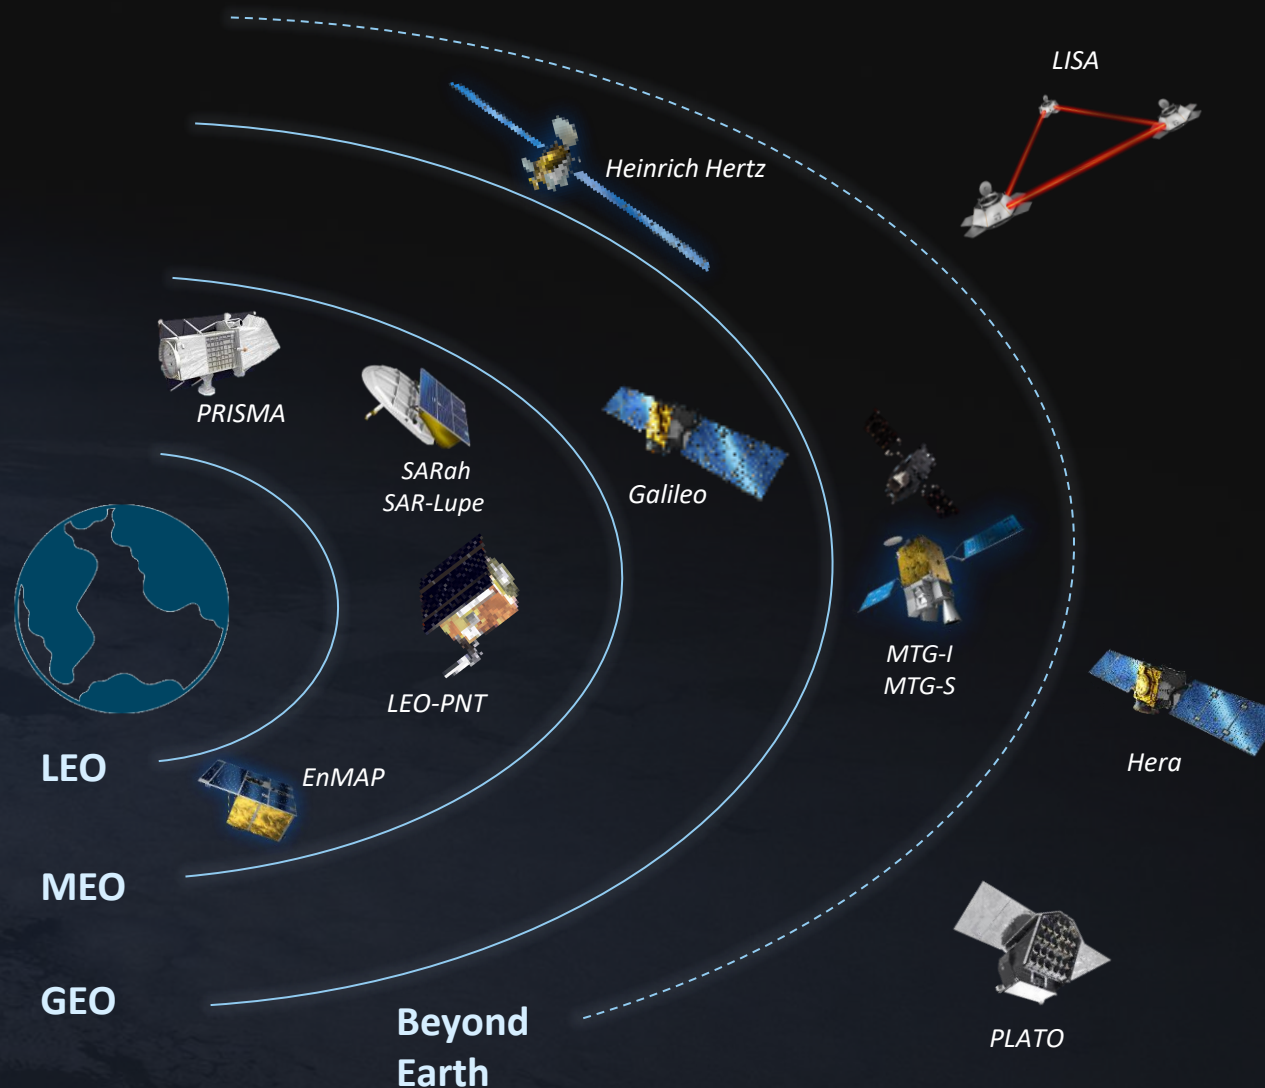 LISA
Heinrich Hertz
PRISMA
SARah
SAR-Lupe
Galileo
LEO-PNT
MTG-I
MTG-S
Hera
EnMAP
LEO
MEO
GEO
Beyond
Earth
PLATO